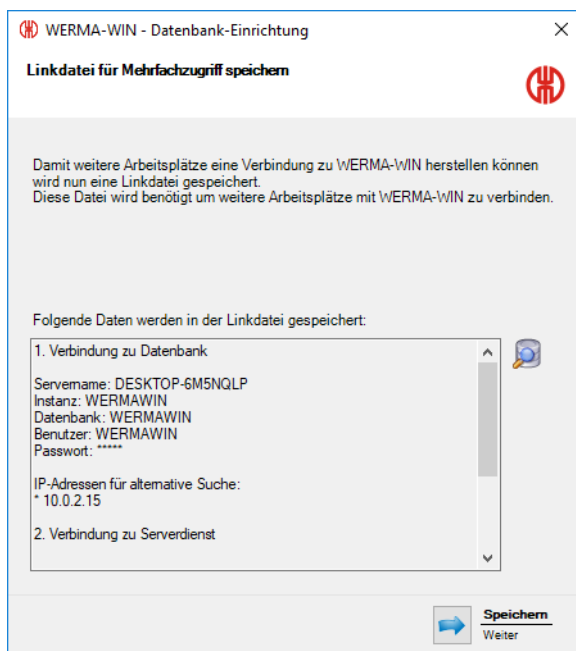 WERMA-WIN - Datenbank-Einrichtung
Linkdatei für Mehrfachzugriff speichern
Damit weitere Arbeitsplätze eine Verbindung zu WERMA-WIN herstellen können
wird nun eine Linkdatei gespeichert.
Diese Datei wird benötigt um weitere Arbeitsplätze mit WERMA-WIN zu verbinden.
Folgende Daten werden in der Linkdatei gespeichert:
1. Verbindung zu Datenbank
Servername: DESKTOP-6M5NQLP
Instanz: WERMAWIN
Datenbank: WERMAWIN
Benutzer: WERMAWIN
Passwort: *****
IP-Adressen für alternative Suche:
* 10.0.2.15
2. Verbindung zu Serverdienst
Speichern
Weiter